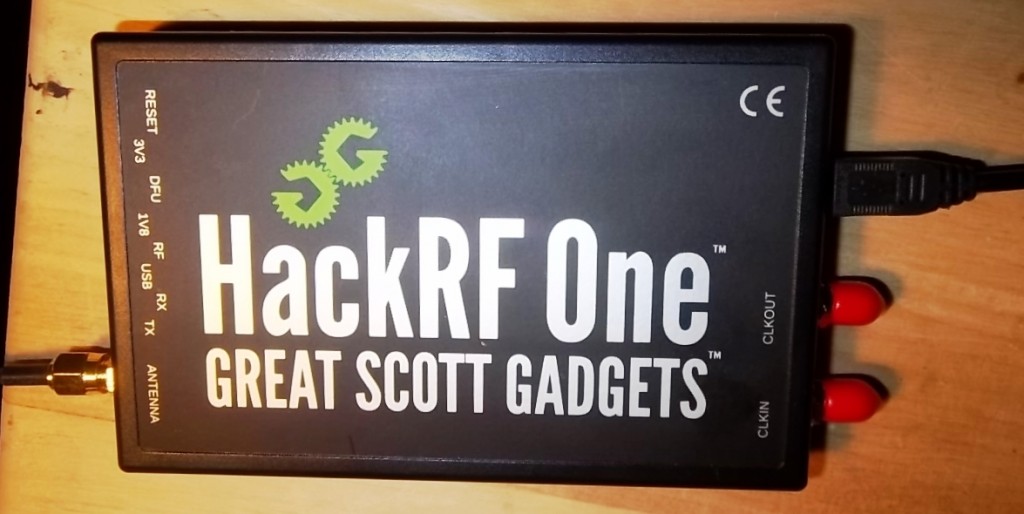 CE
RESET
3V3
DFU
1V8
RF
USB
RX
TX
ANTENNA
HackRF One™
GREAT SCOTT GADGETS™
CLKOUT
CLKIN